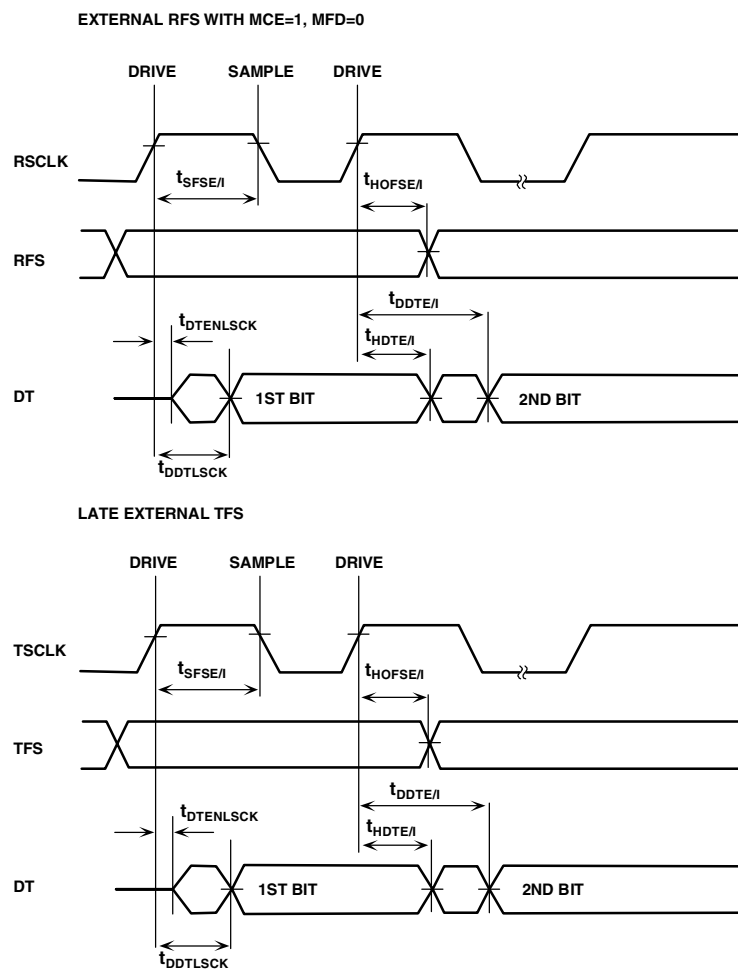 EXTERNAL RFS WITH MCE=1, MFD=0
DRIVE SAMPLE DRIVE
RSCLK
tSFSE/I
tHOFSE/I
RFS
tDDTE/I
tDTENLSCK
tHDTE/I
DT
1ST BIT
2ND BIT
tDDTLSCK
LATE EXTERNAL TFS
DRIVE SAMPLE DRIVE
TSCLK
tSFSE/I
tHOFSE/I
TFS
tDDTE/I
tDTENLSCK
tHDTE/I
DT
1ST BIT
2ND BIT
tDDTLSCK